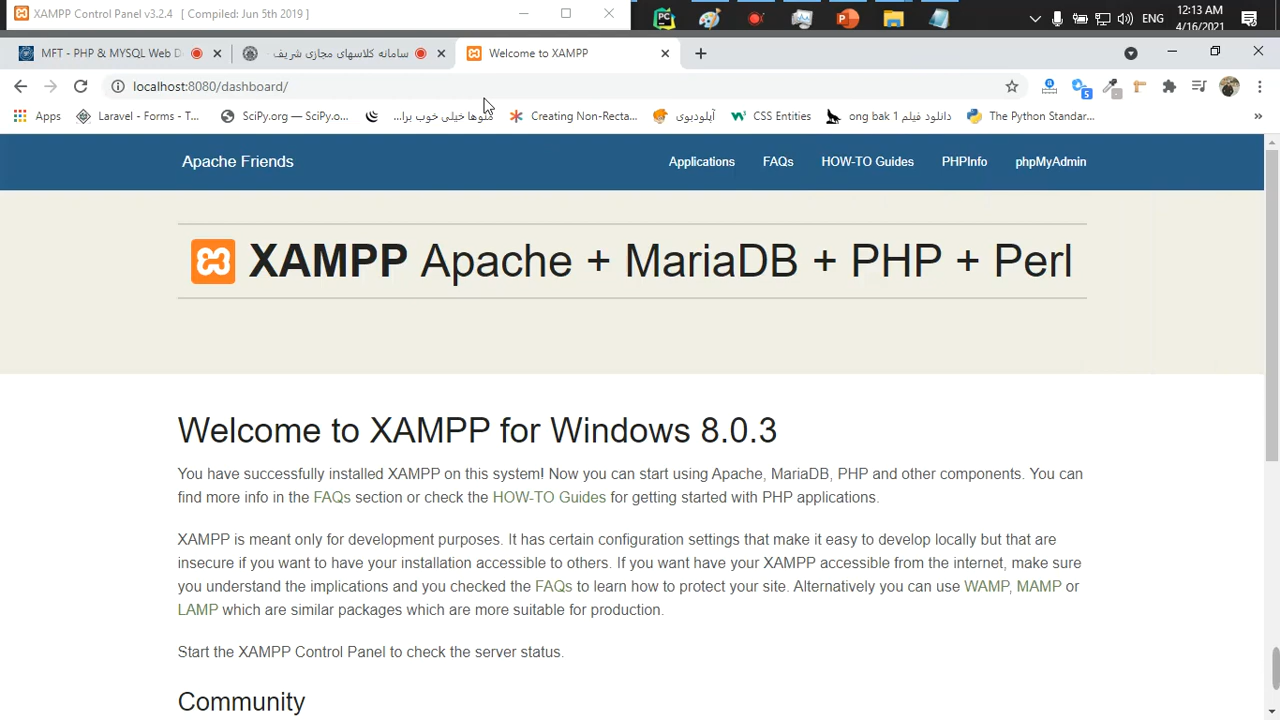 XAMPP Control Panel v3.2.4 [ Compiled: Jun 5th 2019 ]
ENG
12:13 AM
4/16/2021
MFT - PHP & MYSQL Web D
سامانه کلاسهای مجازی شریف
Welcome to XAMPP
localhost:8080/dashboard/
5
Apps
Laravel - Forms - T...
SciPy.org — SciPy.o...
منوها خیلی خوب برا...
Creating Non-Recta...
آپلودبوی
CSS Entities
دانلود فیلم ong bak 1
The Python Standar...
Apache Friends
Applications
FAQs
HOW-TO Guides
PHPInfo
phpMyAdmin
XAMPP Apache + MariaDB + PHP + Perl
Welcome to XAMPP for Windows 8.0.3
You have successfully installed XAMPP on this system! Now you can start using Apache, MariaDB, PHP and other components. You can
find more info in the FAQs section or check the HOW-TO Guides for getting started with PHP applications.
XAMPP is meant only for development purposes. It has certain configuration settings that make it easy to develop locally but that are
insecure if you want to have your installation accessible to others. If you want have your XAMPP accessible from the internet, make sure
you understand the implications and you checked the FAQs to learn how to protect your site. Alternatively you can use WAMP, MAMP or
LAMP which are similar packages which are more suitable for production.
Start the XAMPP Control Panel to check the server status.
Community